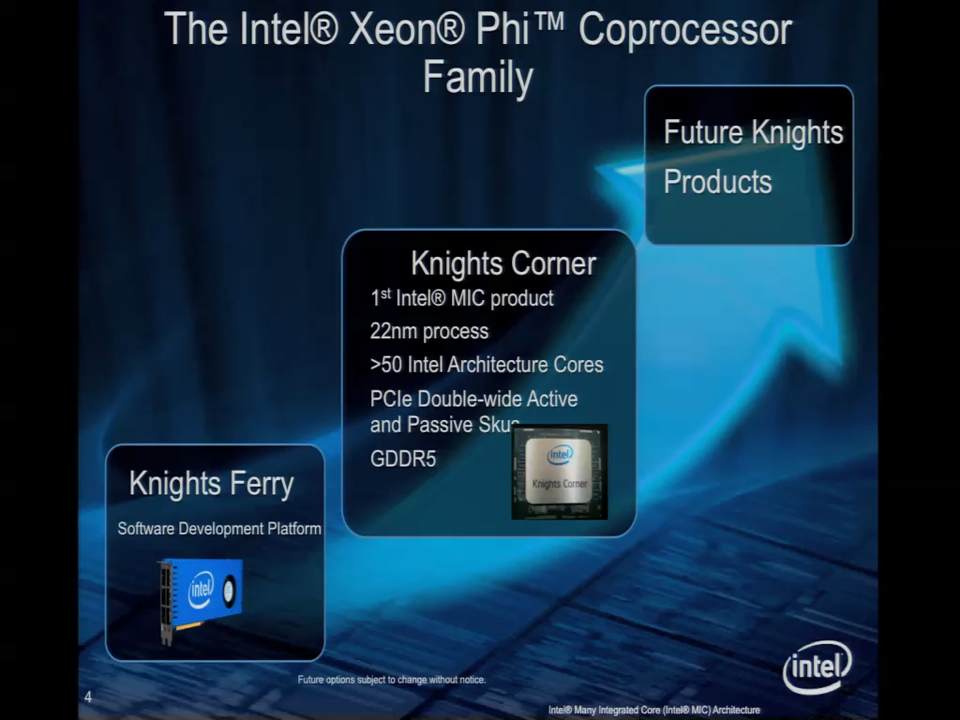 The Intel® Xeon® Phi™ Coprocessor
Family
Future Knights
Products
Knights Corner
1st Intel® MIC product
22nm process
>50 Intel Architecture Cores
PCIe Double-wide Active
and Passive Skus
GDDR5
intel
Knights Corner
Knights Ferry
Software Development Platform
intel
Future options subject to change without notice.
intel
4
Intel® Many Integrated Core (Intel® MIC) Architecture